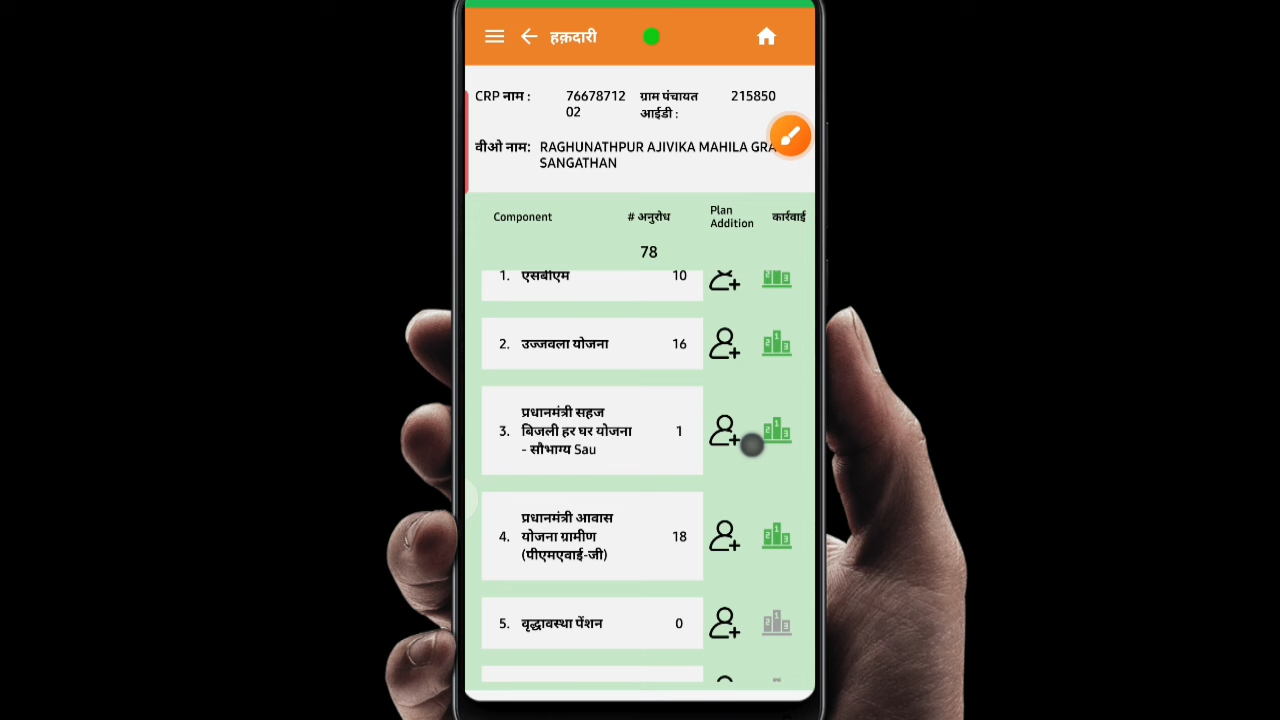 हक़दारी
CRP नाम : 76678712 ग्राम पंचायत 215850
02 आईडी :
वीओ नाम: RAGHUNATHPUR AJIVIKA MAHILA GRA
SANGATHAN
Component # अनुरोध Plan Addition कार्रवाई
78
1. एसबीएम 10
2. उज्जवला योजना 16
प्रधानमंत्री सहज
3. बिजली हर घर योजना 1
- सौभाग्य Sau
प्रधानमंत्री आवास
4. योजना ग्रामीण 18
(पीएमएवाई-जी)
5. वृद्धावस्था पेंशन 0